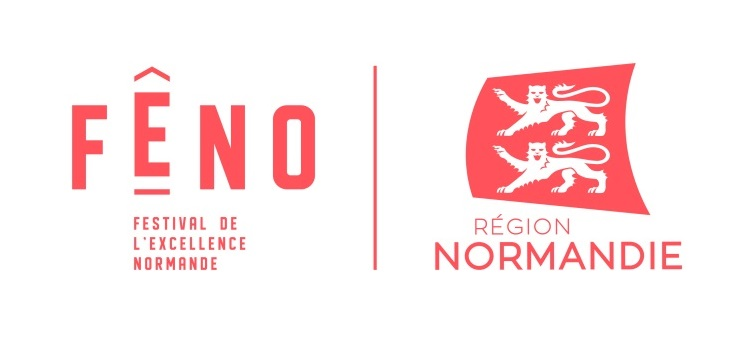 FÊNO
FESTIVAL DE
L'EXCELLENCE
NORMANDE
RÉGION
NORMANDIE